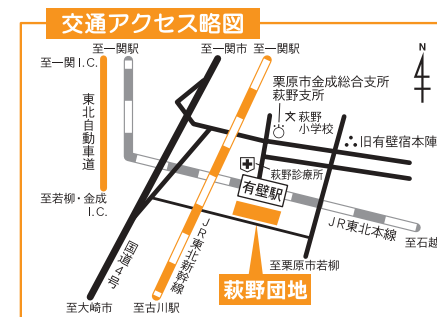 交通アクセス略図
至一関駅
至一関市
至一関駅
至一関I.C.
N
栗原市金成総合支所
萩野支所
萩野
小学校
旧有壁宿本陣
東北自動車道
萩野診療所
有壁駅
至若柳・金成
I.C.
JR東北本線
至石越
国道4号
JR東北新幹線
至栗原市若柳
萩野団地
至大崎市
至古川駅